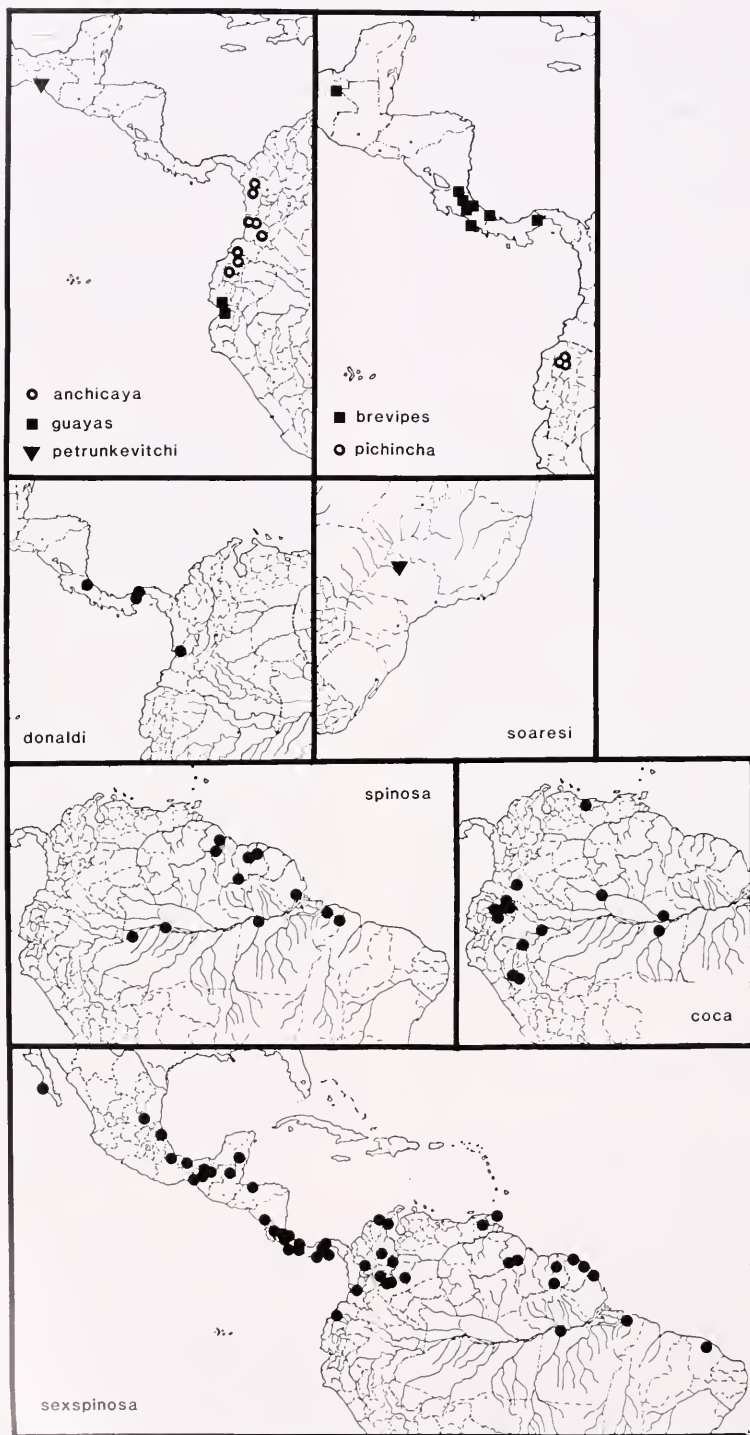 anchicaya
guayas
petrunkevitchi
brevipes
pichincha
donaldi
soaresi
spinosa
coca
sexspinosa